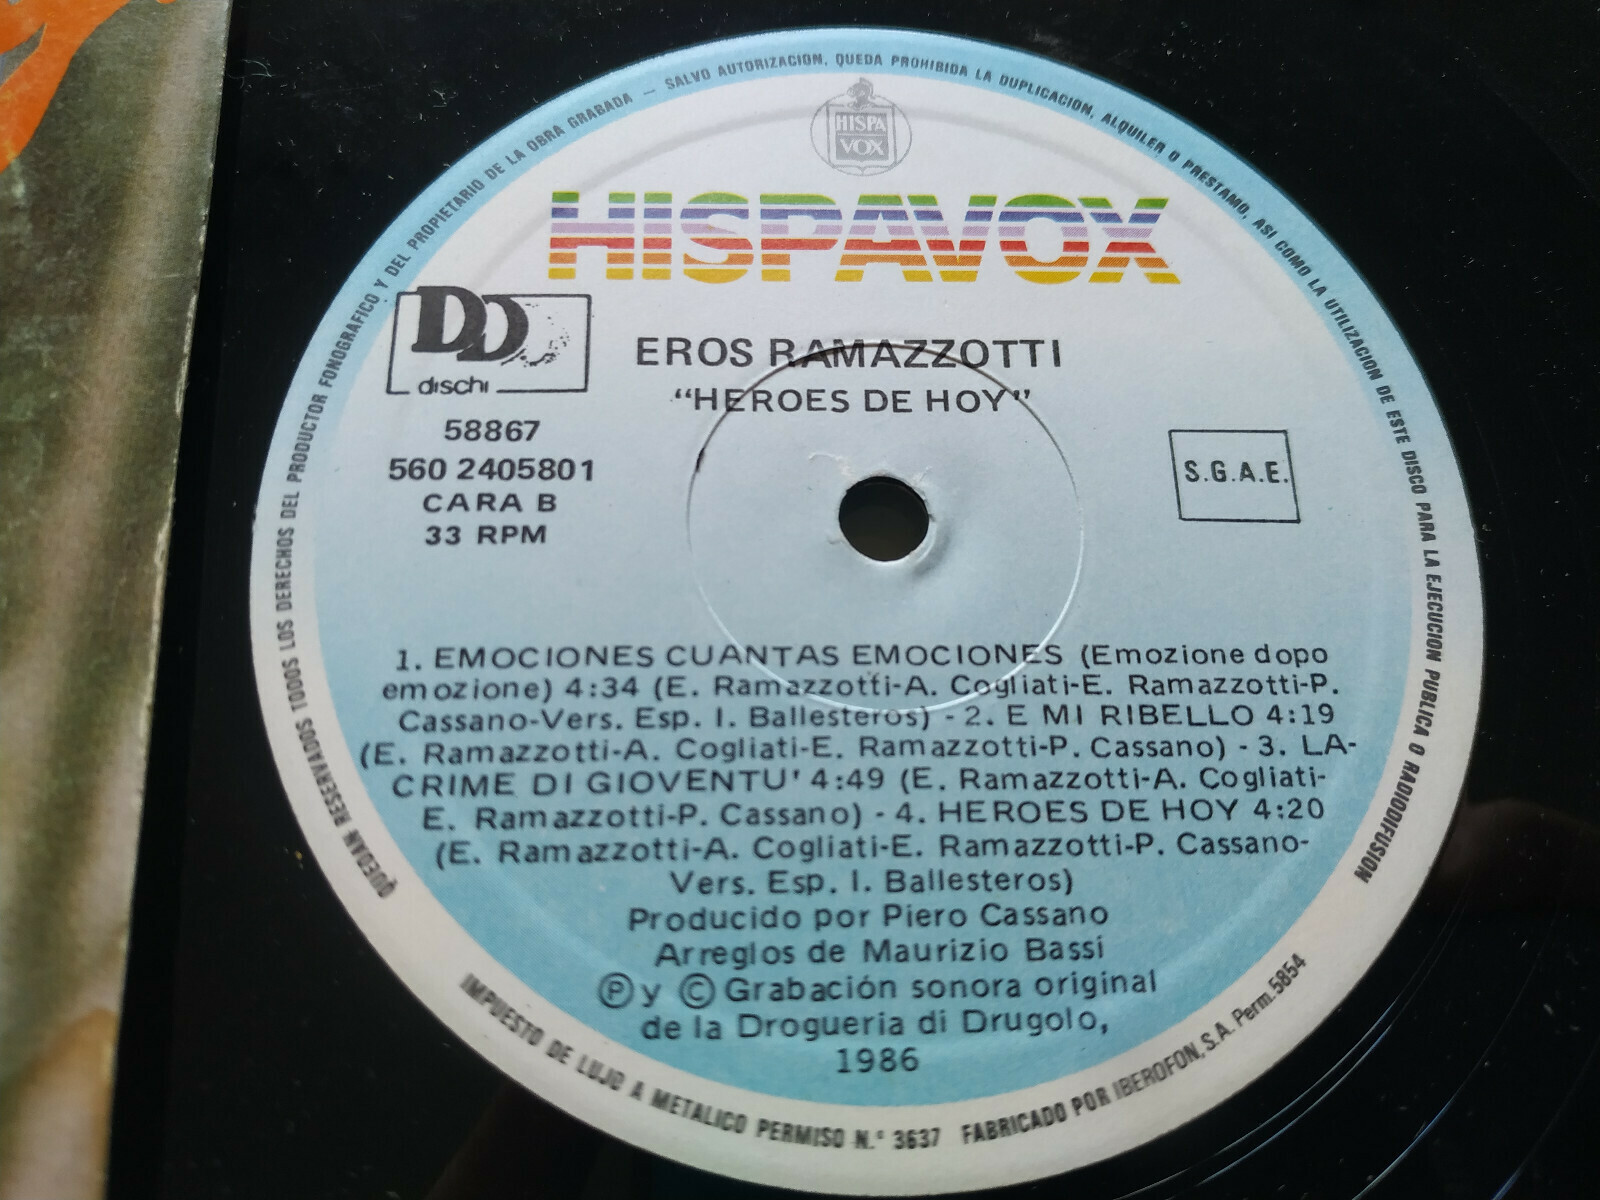 QUEDAN RESERVADOS TODOS LOS DERECHOS DEL PRODUCTOR FONOGRAFICO Y DEL PROPIETARIO DE LA OBRA GRABADA — SALVO AUTORIZACION, QUEDA PROHIBIDA LA DUPLICACION, ALQUILER O PRESTAMO, ASI COMO LA UTILIZACION DE ESTE DISCO PARA LA EJECUCION PUBLICA O RADIODIFUSION
HISPA
VOX
HISPAVOX
DD
dischi
EROS RAMAZZOTTI
"HEROES DE HOY"
58867
560 2405801
CARA B
33 RPM
S.G.A.E.
1. EMOCIONES CUANTAS EMOCIONES (Emozione dopo
emozione) 4:34 (E. Ramazzotti-A. Cogliati-E. Ramazzotti-P.
Cassano-Vers. Esp. I. Ballesteros) - 2. E MI RIBELLO 4:19
(E. Ramazzotti-A. Cogliati-E. Ramazzotti-P. Cassano) - 3. LA-
CRIME DI GIOVENTU' 4:49 (E. Ramazzotti-A. Cogliati-
E. Ramazzotti-P. Cassano) - 4. HEROES DE HOY 4:20
(E. Ramazzotti-A. Cogliati-E. Ramazzotti-P. Cassano-
Vers. Esp. I. Ballesteros)
Producido por Piero Cassano
Arreglos de Maurizio Bassi
Ⓟ y © Grabación sonora original
de la Drogueria di Drugolo,
1986
IMPUESTO DE LUJO A METALICO PERMISO N.º 3637 FABRICADO POR IBEROFON, S.A. Perm. 5854